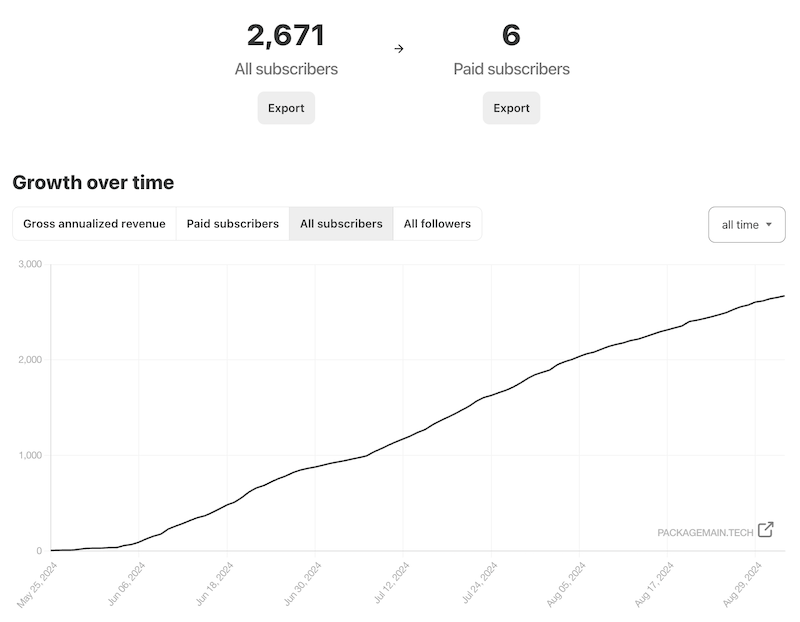 2,671 → 6
All subscribers Paid subscribers
Export Export
Growth over time
Gross annualized revenue Paid subscribers All subscribers All followers all time
3,000
2,000
1,000
PACKAGEMAIN.TECH
0
May 25, 2024 Jun 06, 2024 Jun 18, 2024 Jun 30, 2024 Jul 12, 2024 Jul 24, 2024 Aug 05, 2024 Aug 17, 2024 Aug 29, 2024